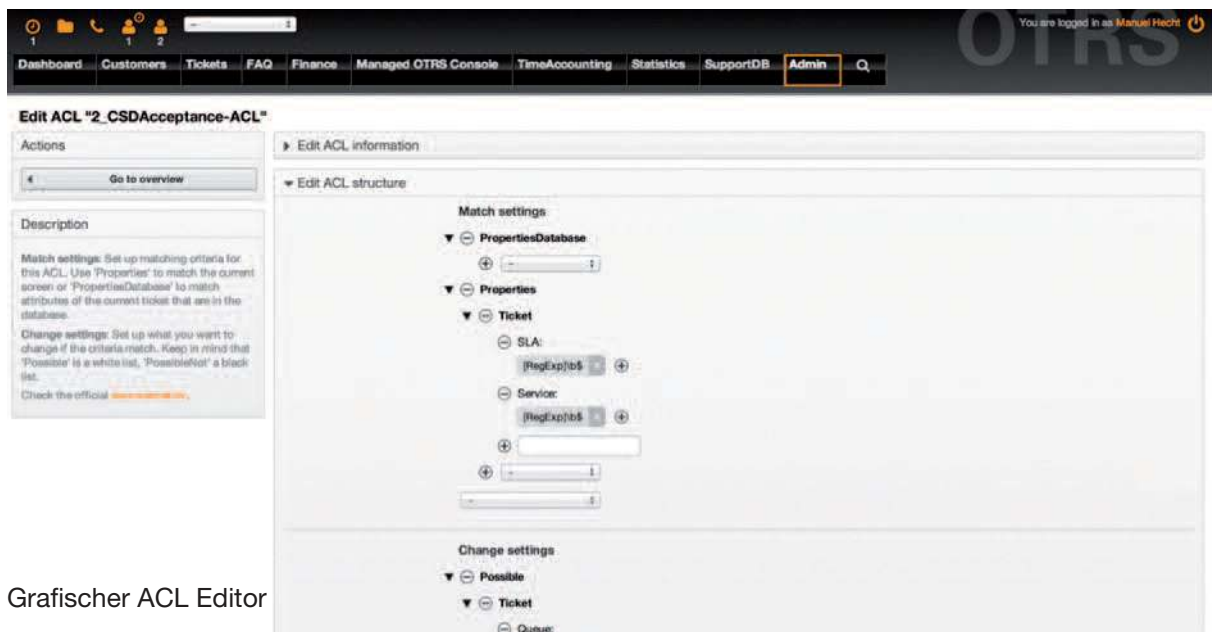 OTRS
You are logged in as Manuel Hecht
1 1 2
-
Dashboard Customers Tickets FAQ Finance Managed OTRS Console TimeAccounting Statistics SupportDB Admin
Edit ACL "2_CSDAcceptance-ACL"
Actions
Go to overview
Description
Match settings: Set up matching criteria for
this ACL. Use 'Properties' to match the current
screen or 'PropertiesDatabase' to match
attributes of the current ticket that are in the
database.
Change settings: Set up what you want to
change if the criteria match. Keep in mind that
'Possible' is a white list, 'PossibleNot' a black
list.
Check the official
Edit ACL information
Edit ACL structure
Match settings
PropertiesDatabase
-
Properties
Ticket
SLA:
[RegExp]\b$
Service:
[RegExp]\b$
-
-
Change settings
Possible
Ticket
Queue:
Grafischer ACL Editor